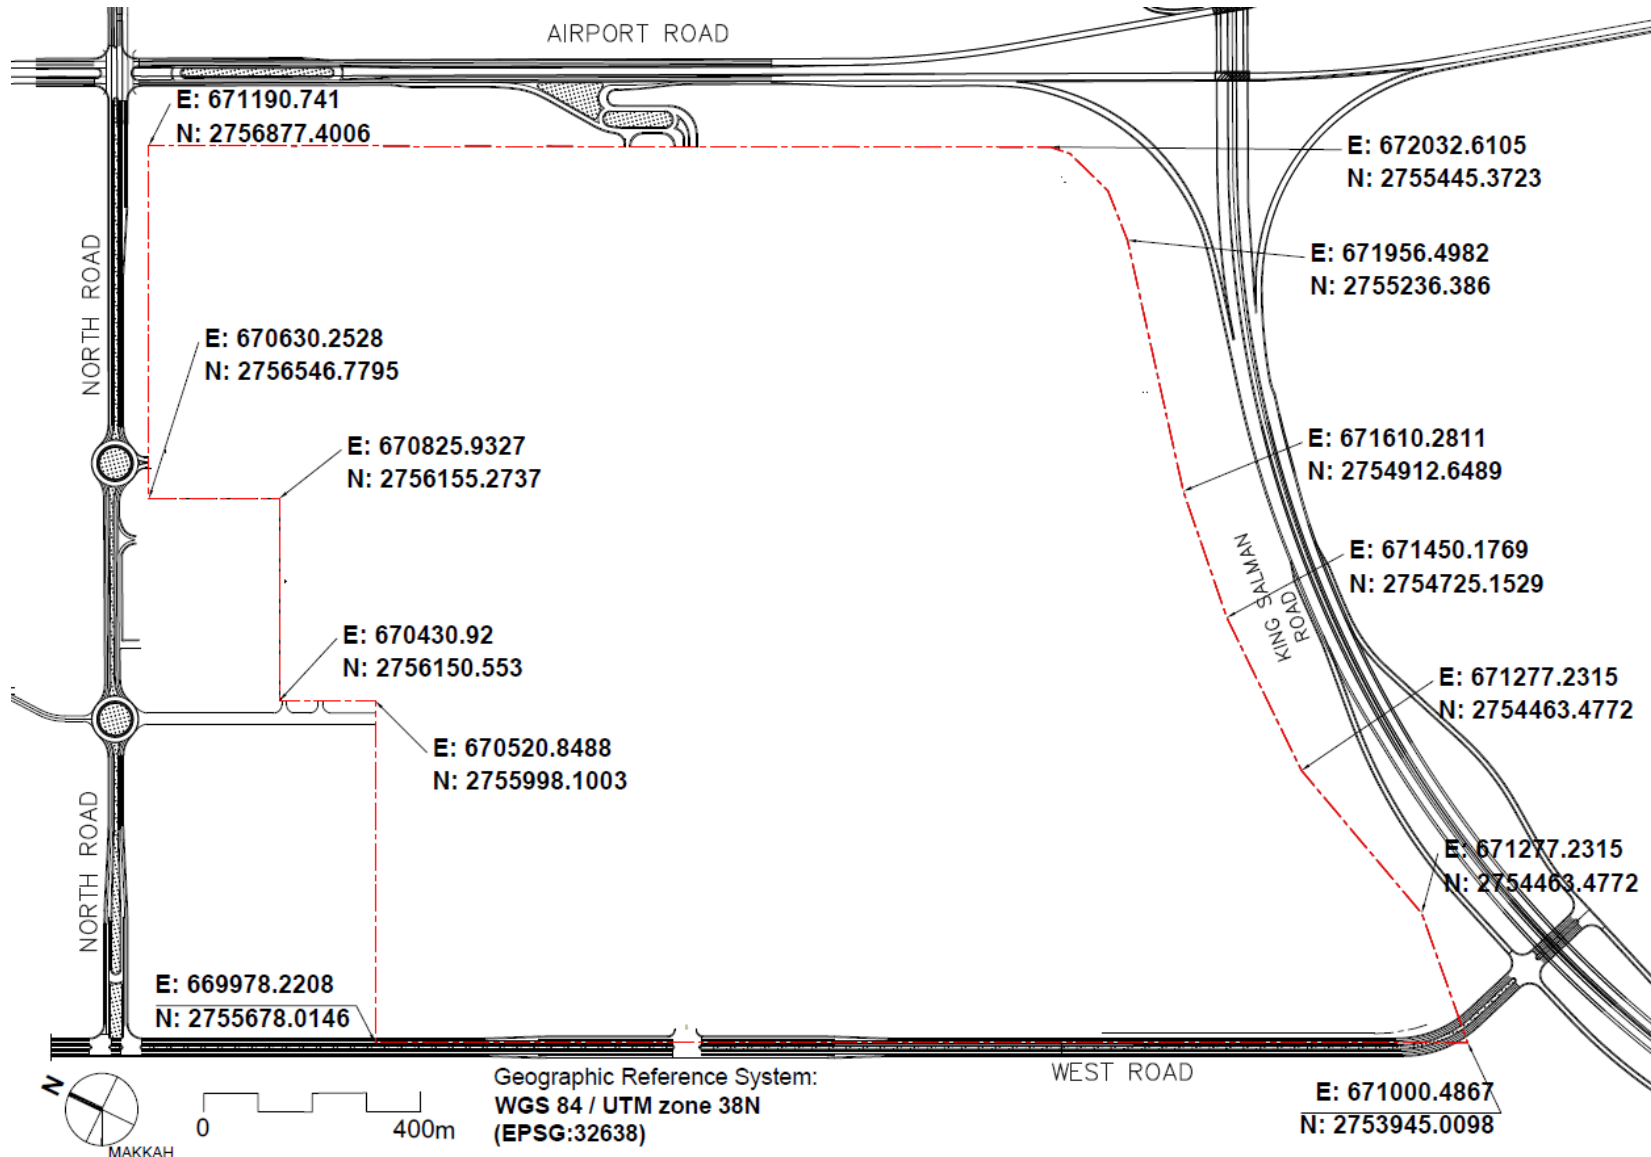 AIRPORT ROAD
E: 671190.741
N: 2756877.4006
E: 672032.6105
N: 2755445.3723
E: 671956.4982
N: 2755236.386
NORTH ROAD
E: 670630.2528
N: 2756546.7795
E: 670825.9327
N: 2756155.2737
E: 671610.2811
N: 2754912.6489
KING SALMAN
ROAD
E: 671450.1769
N: 2754725.1529
E: 670430.92
N: 2756150.553
E: 671277.2315
N: 2754463.4772
E: 670520.8488
N: 2755998.1003
NORTH ROAD
E: 671277.2315
N: 2754463.4772
E: 669978.2208
N: 2755678.0146
WEST ROAD
E: 671000.4867
N: 2753945.0098
N
MAKKAH
0
400m
Geographic Reference System:
WGS 84 / UTM zone 38N
(EPSG:32638)